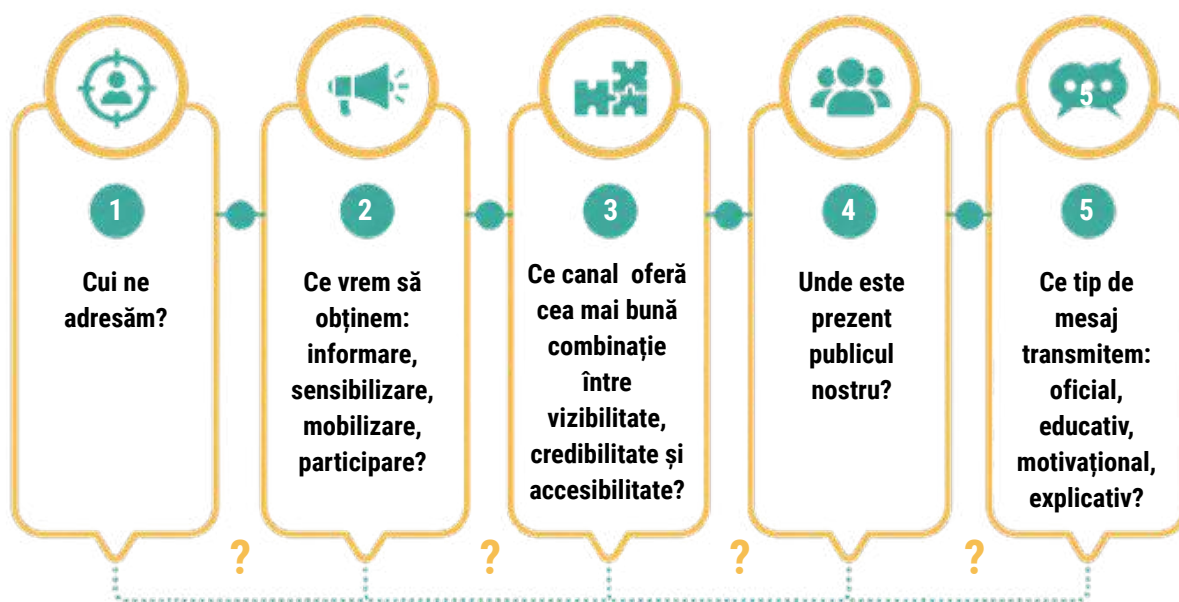 1
Cui ne
adresăm?
2
Ce vrem să
obținem:
informare,
sensibilizare,
mobilizare,
participare?
3
Ce canal oferă
cea mai bună
combinație
între
vizibilitate,
credibilitate și
accesibilitate?
4
Unde este
prezent
publicul
nostru?
5
5
Ce tip de
mesaj
transmitem:
oficial,
educativ,
motivațional,
explicativ?
? ? ? ?